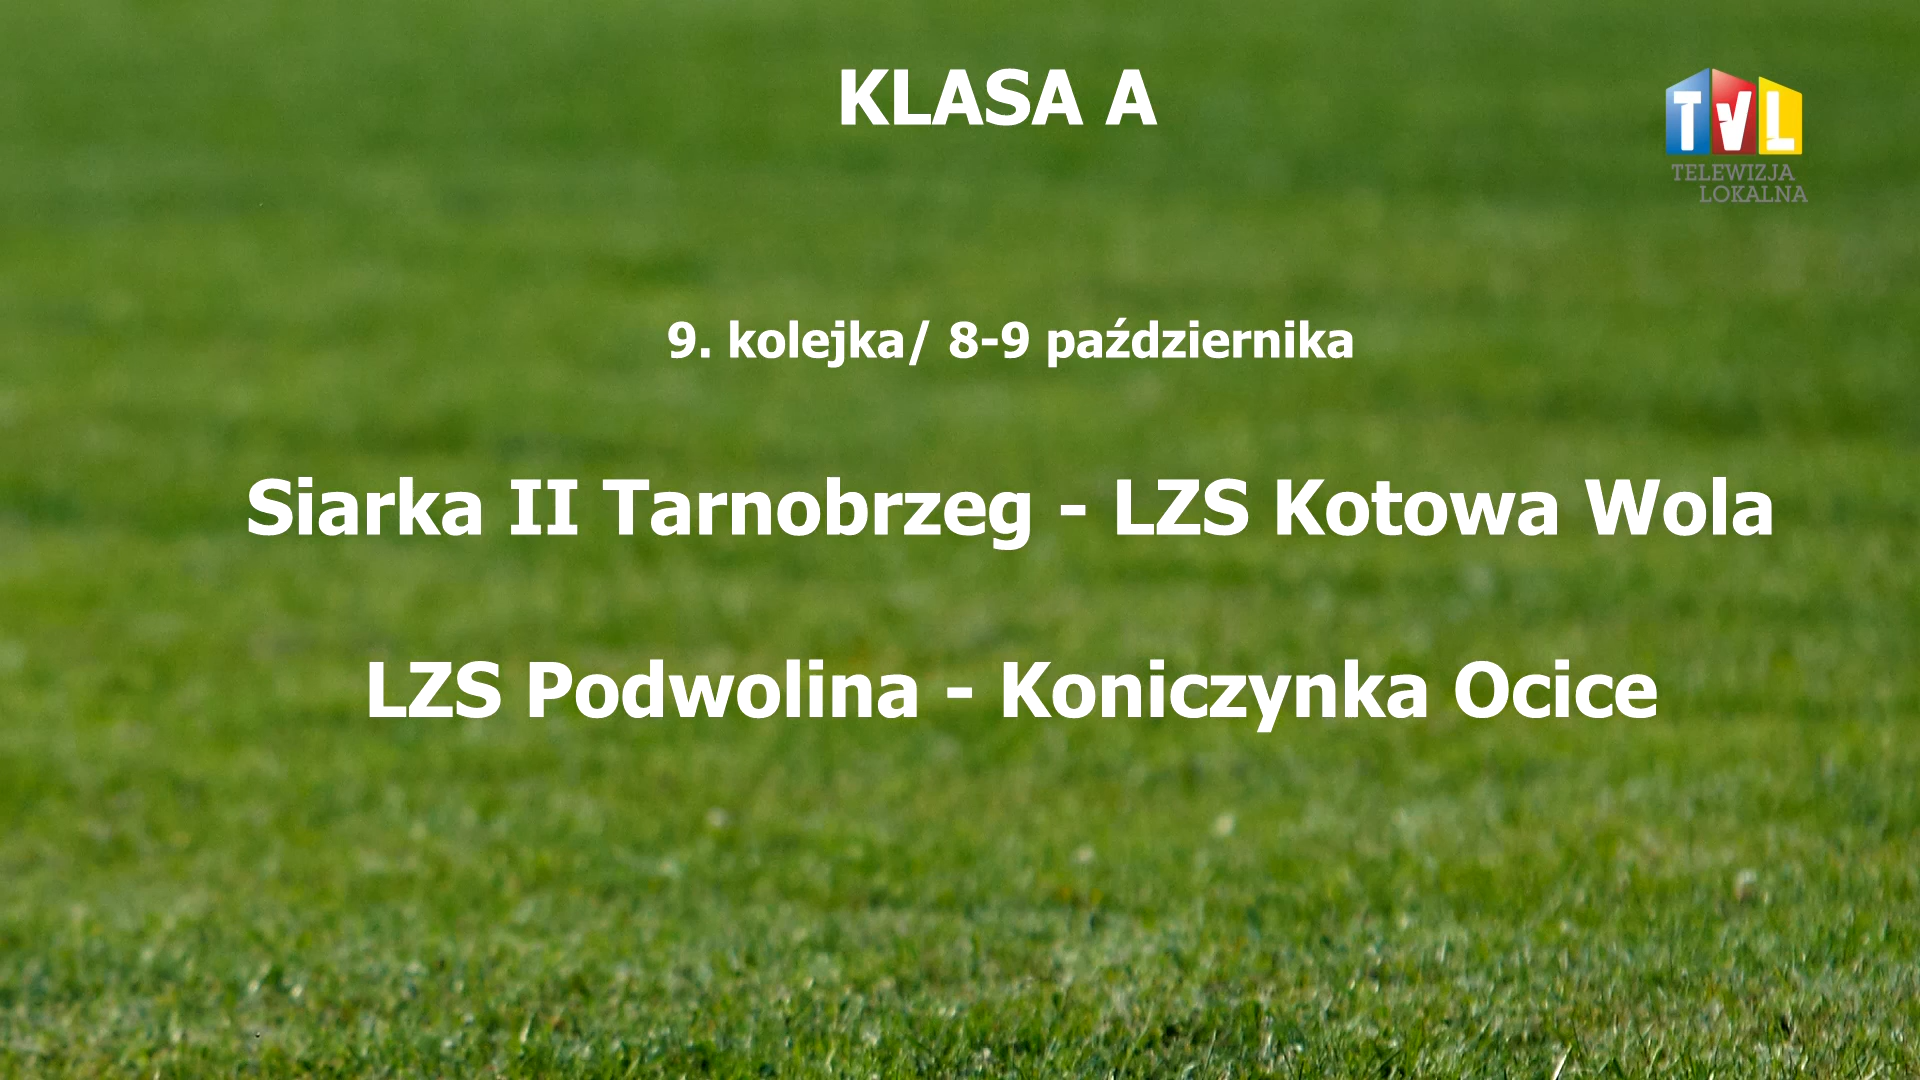 KLASA A
TVL
TELEWIZJA
LOKALNA
9. kolejka/ 8-9 października
Siarka II Tarnobrzeg - LZS Kotowa Wola
LZS Podwolina - Koniczynka Ocice